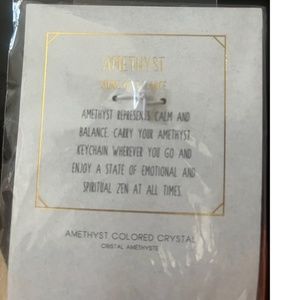 AMETHYST
AMETHYST REPRESENTS CALM AND
BALANCE. CARRY YOUR AMETHYST
KEYCHAIN WHEREVER YOU GO AND
ENJOY A STATE OF EMOTIONAL AND
SPIRITUAL ZEN AT ALL TIMES.
AMETHYST COLORED CRYSTAL
CRISTAL AMÉTHYSTE